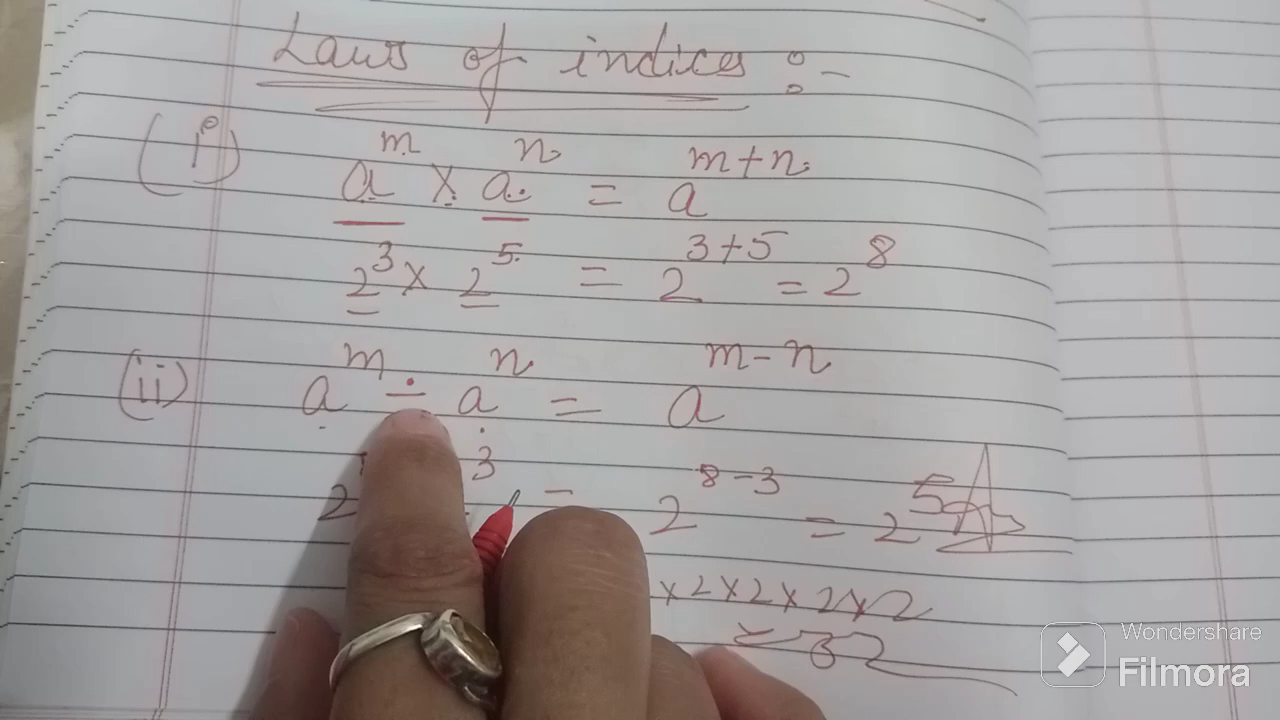 Laws of indices :-
(i) a^m × a^n = a^(m+n)
2^3 × 2^5 = 2^(3+5) = 2^8
(ii) a^m ÷ a^n = a^(m-n)
2 3 = 2^(8-3) = 2^5
×2×2×2×2
=32
Wondershare
Filmora